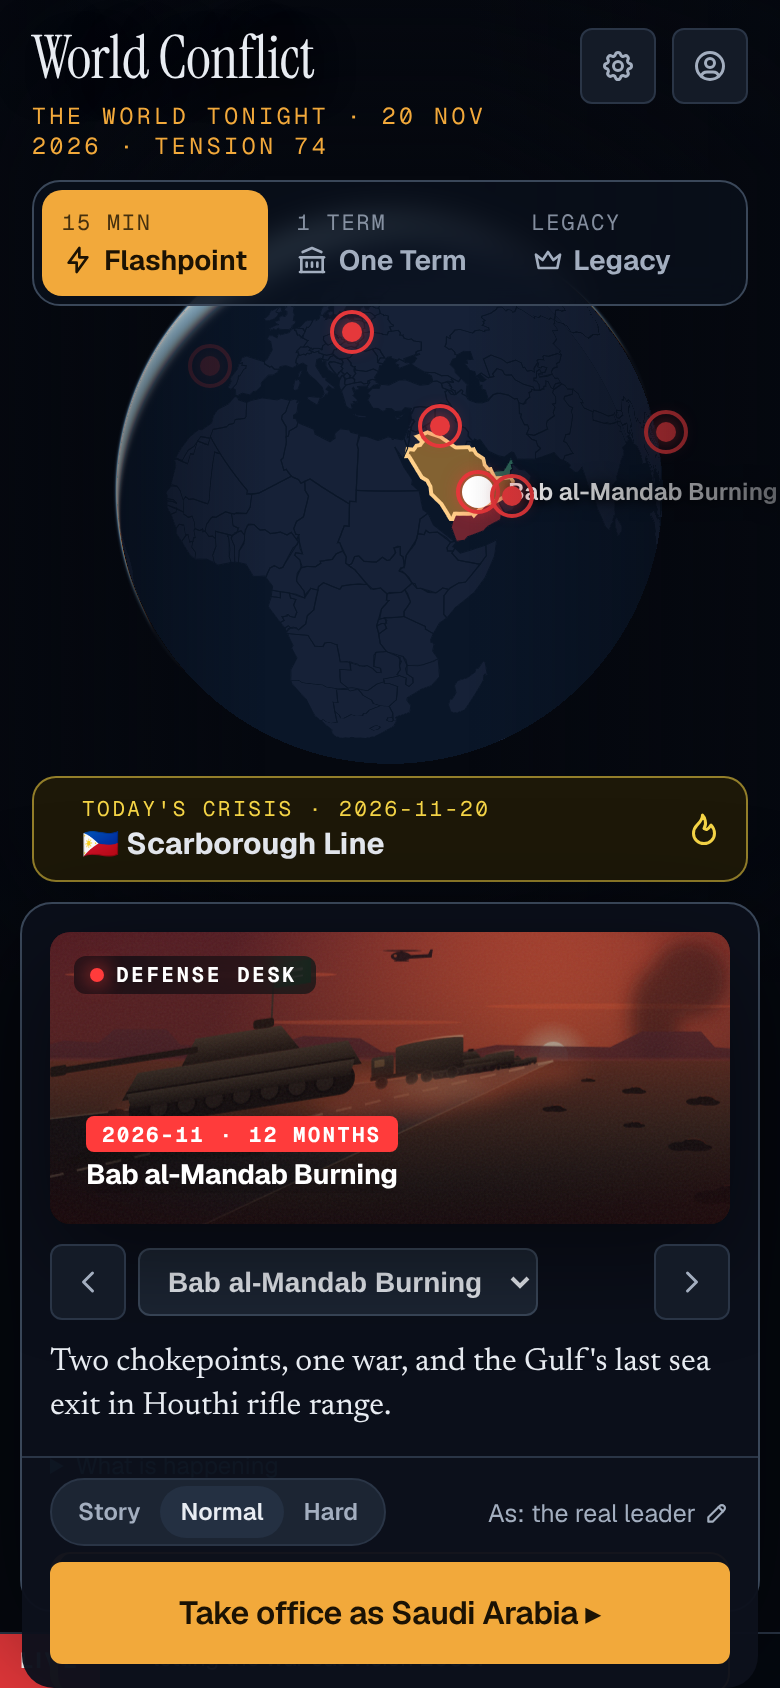 World Conflict
THE WORLD TONIGHT · 20 NOV
2026 · TENSION 74
15 MIN
Flashpoint
1 TERM
One Term
LEGACY
Legacy
Bab al-Mandab Burning
TODAY'S CRISIS · 2026-11-20
🇵🇭 Scarborough Line
DEFENSE DESK
2026-11 · 12 MONTHS
Bab al-Mandab Burning
Bab al-Mandab Burning
Two chokepoints, one war, and the Gulf's last sea
exit in Houthi rifle range.
▸ What is happening
Story
Normal
Hard
As: the real leader
Take office as Saudi Arabia ▸